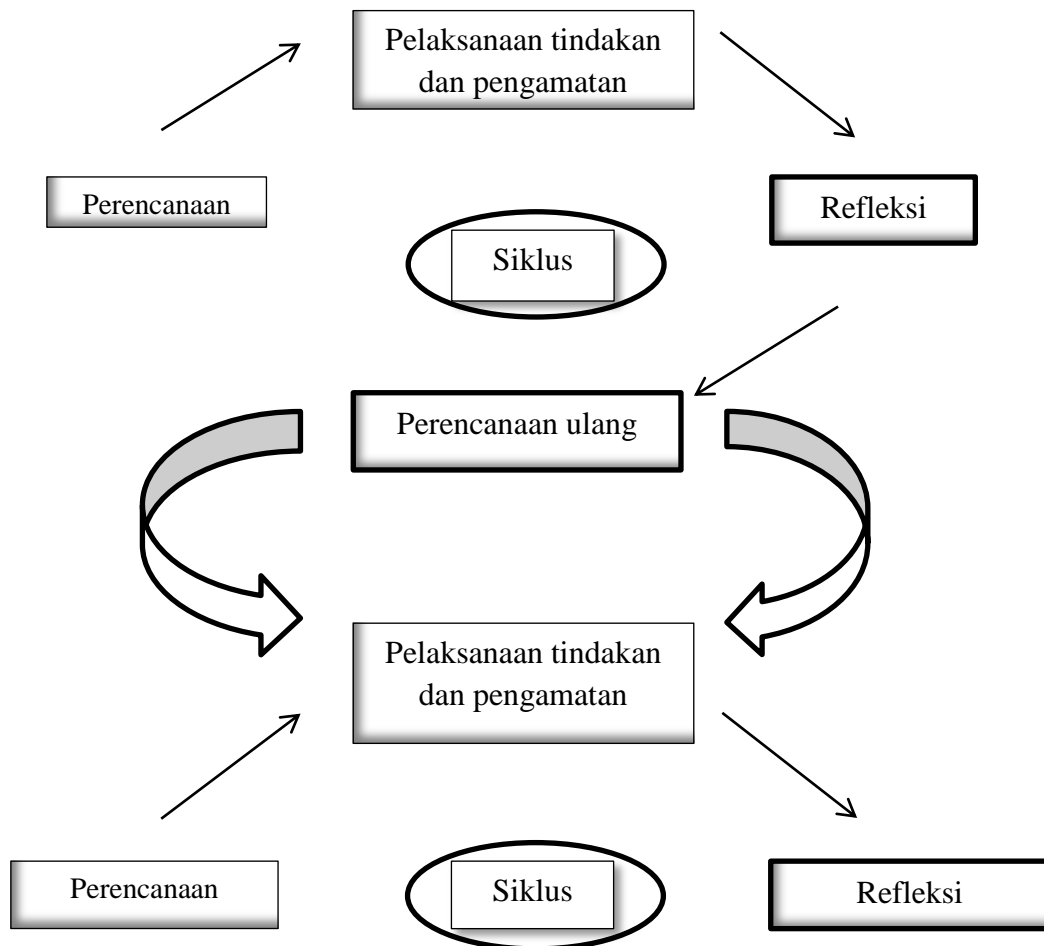 Pelaksanaan tindakan
dan pengamatan
Perencanaan
Refleksi
Siklus
Perencanaan ulang
Pelaksanaan tindakan
dan pengamatan
Perencanaan
Siklus
Refleksi